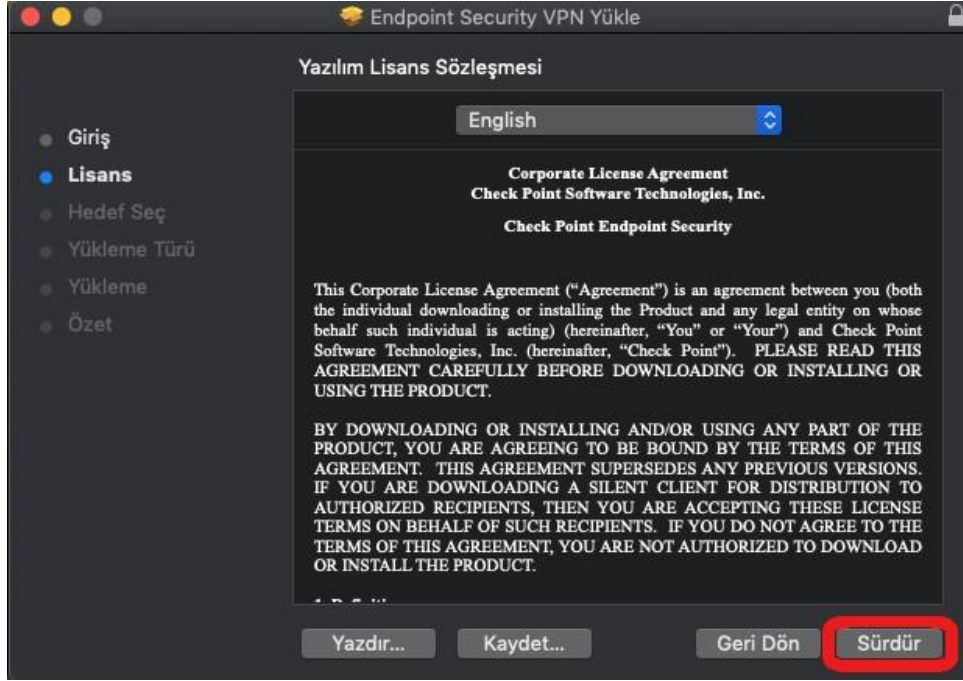 Endpoint Security VPN Yükle
Yazılım Lisans Sözleşmesi
Giriş
Lisans
Hedef Seç
Yükleme Türü
Yükleme
Özet
English
Corporate License Agreement
Check Point Software Technologies, Inc.
Check Point Endpoint Security
This Corporate License Agreement (“Agreement”) is an agreement between you (both
the individual downloading or installing the Product and any legal entity on whose
behalf such individual is acting) (hereinafter, “You” or “Your”) and Check Point
Software Technologies, Inc. (hereinafter, “Check Point”). PLEASE READ THIS
AGREEMENT CAREFULLY BEFORE DOWNLOADING OR INSTALLING OR
USING THE PRODUCT.
BY DOWNLOADING OR INSTALLING AND/OR USING ANY PART OF THE
PRODUCT, YOU ARE AGREEING TO BE BOUND BY THE TERMS OF THIS
AGREEMENT. THIS AGREEMENT SUPERSEDES ANY PREVIOUS VERSIONS.
IF YOU ARE DOWNLOADING A SILENT CLIENT FOR DISTRIBUTION TO
AUTHORIZED RECIPIENTS, THEN YOU ARE ACCEPTING THESE LICENSE
TERMS ON BEHALF OF SUCH RECIPIENTS. IF YOU DO NOT AGREE TO THE
TERMS OF THIS AGREEMENT, YOU ARE NOT AUTHORIZED TO DOWNLOAD
OR INSTALL THE PRODUCT.
Yazdır...
Kaydet...
Geri Dön
Sürdür